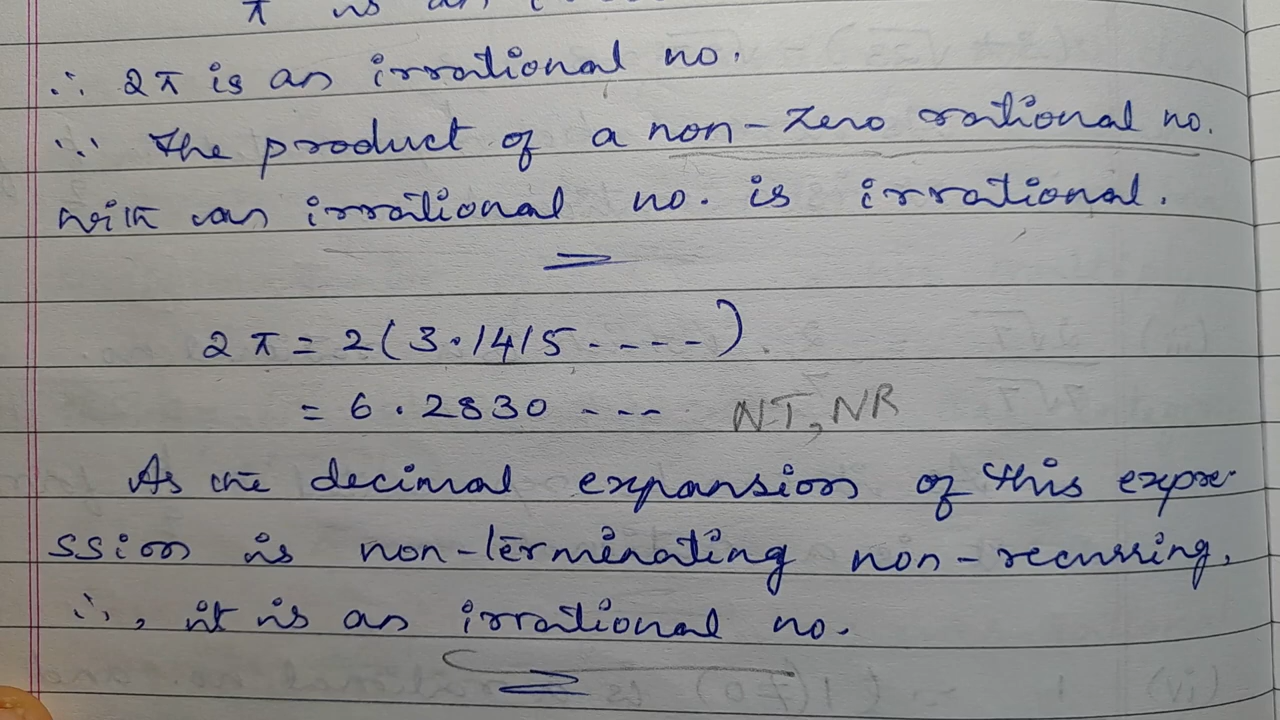 π is an
∴ 2π is an irrational no.
∵ The product of a non-zero rational no.
with an irrational no. is irrational.
2π = 2(3.1415----).
= 6.2830 --- NT, NR
As the decimal expansion of this expre-
ssion is non-terminating non-recurring,
∴, it is an irrational no.